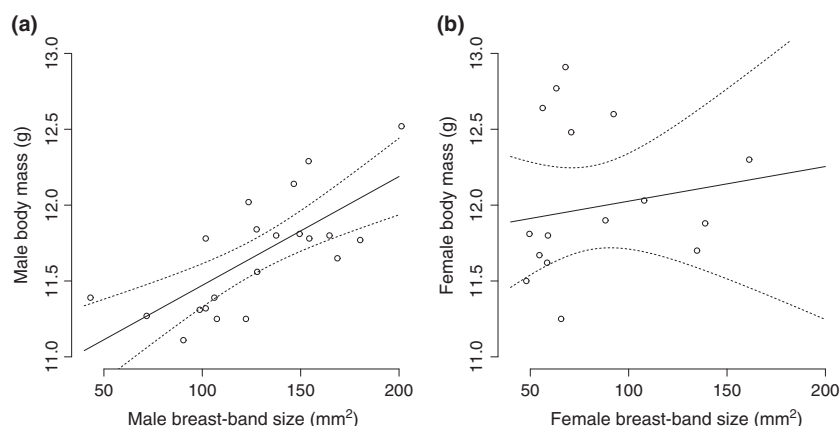 (a)
13.0
12.5
12.0
11.5
11.0
Male body mass (g)
50 100 150 200
Male breast-band size (mm²)
(b)
13.0
12.5
12.0
11.5
11.0
Female body mass (g)
50 100 150 200
Female breast-band size (mm²)